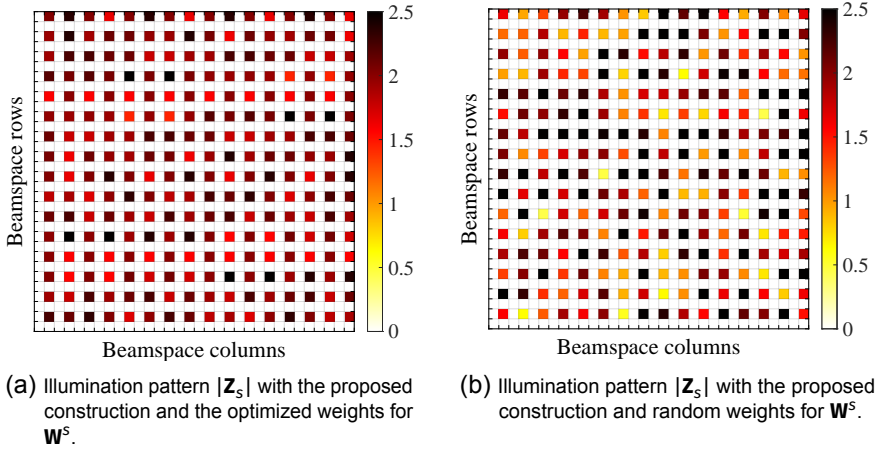 2.5
2
1.5
1
0.5
0
Beamspace rows
Beamspace columns
2.5
2
1.5
1
0.5
0
Beamspace rows
Beamspace columns
(a) Illumination pattern |Zₛ| with the proposed
construction and the optimized weights for
Wˢ.
(b) Illumination pattern |Zₛ| with the proposed
construction and random weights for Wˢ.